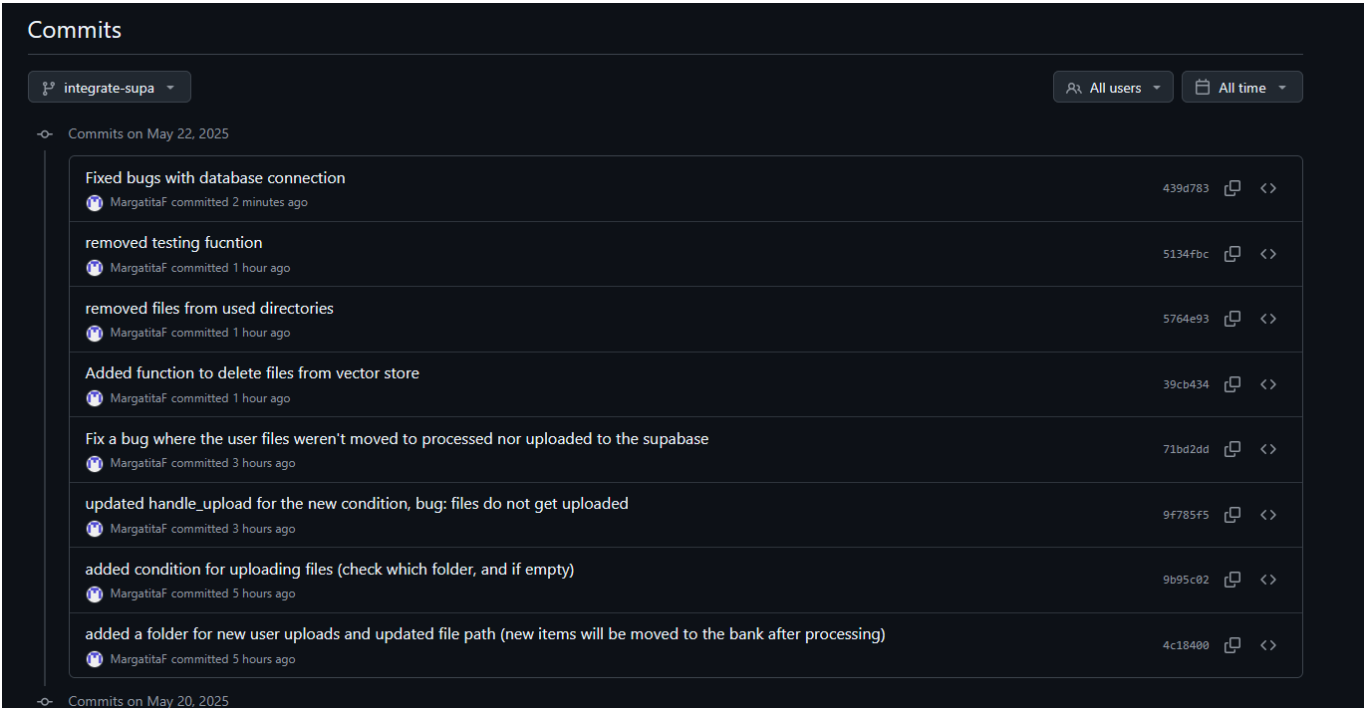 Commits
integrate-supa
All users
All time
Commits on May 22, 2025
Fixed bugs with database connection
MargatitaF committed 2 minutes ago
439d783
removed testing fucntion
MargatitaF committed 1 hour ago
5134fbc
removed files from used directories
MargatitaF committed 1 hour ago
5764e93
Added function to delete files from vector store
MargatitaF committed 1 hour ago
39cb434
Fix a bug where the user files weren't moved to processed nor uploaded to the supabase
MargatitaF committed 3 hours ago
71bd2dd
updated handle_upload for the new condition, bug: files do not get uploaded
MargatitaF committed 3 hours ago
9f785f5
added condition for uploading files (check which folder, and if empty)
MargatitaF committed 5 hours ago
9b95c02
added a folder for new user uploads and updated file path (new items will be moved to the bank after processing)
MargatitaF committed 5 hours ago
4c18400
Commits on May 20, 2025